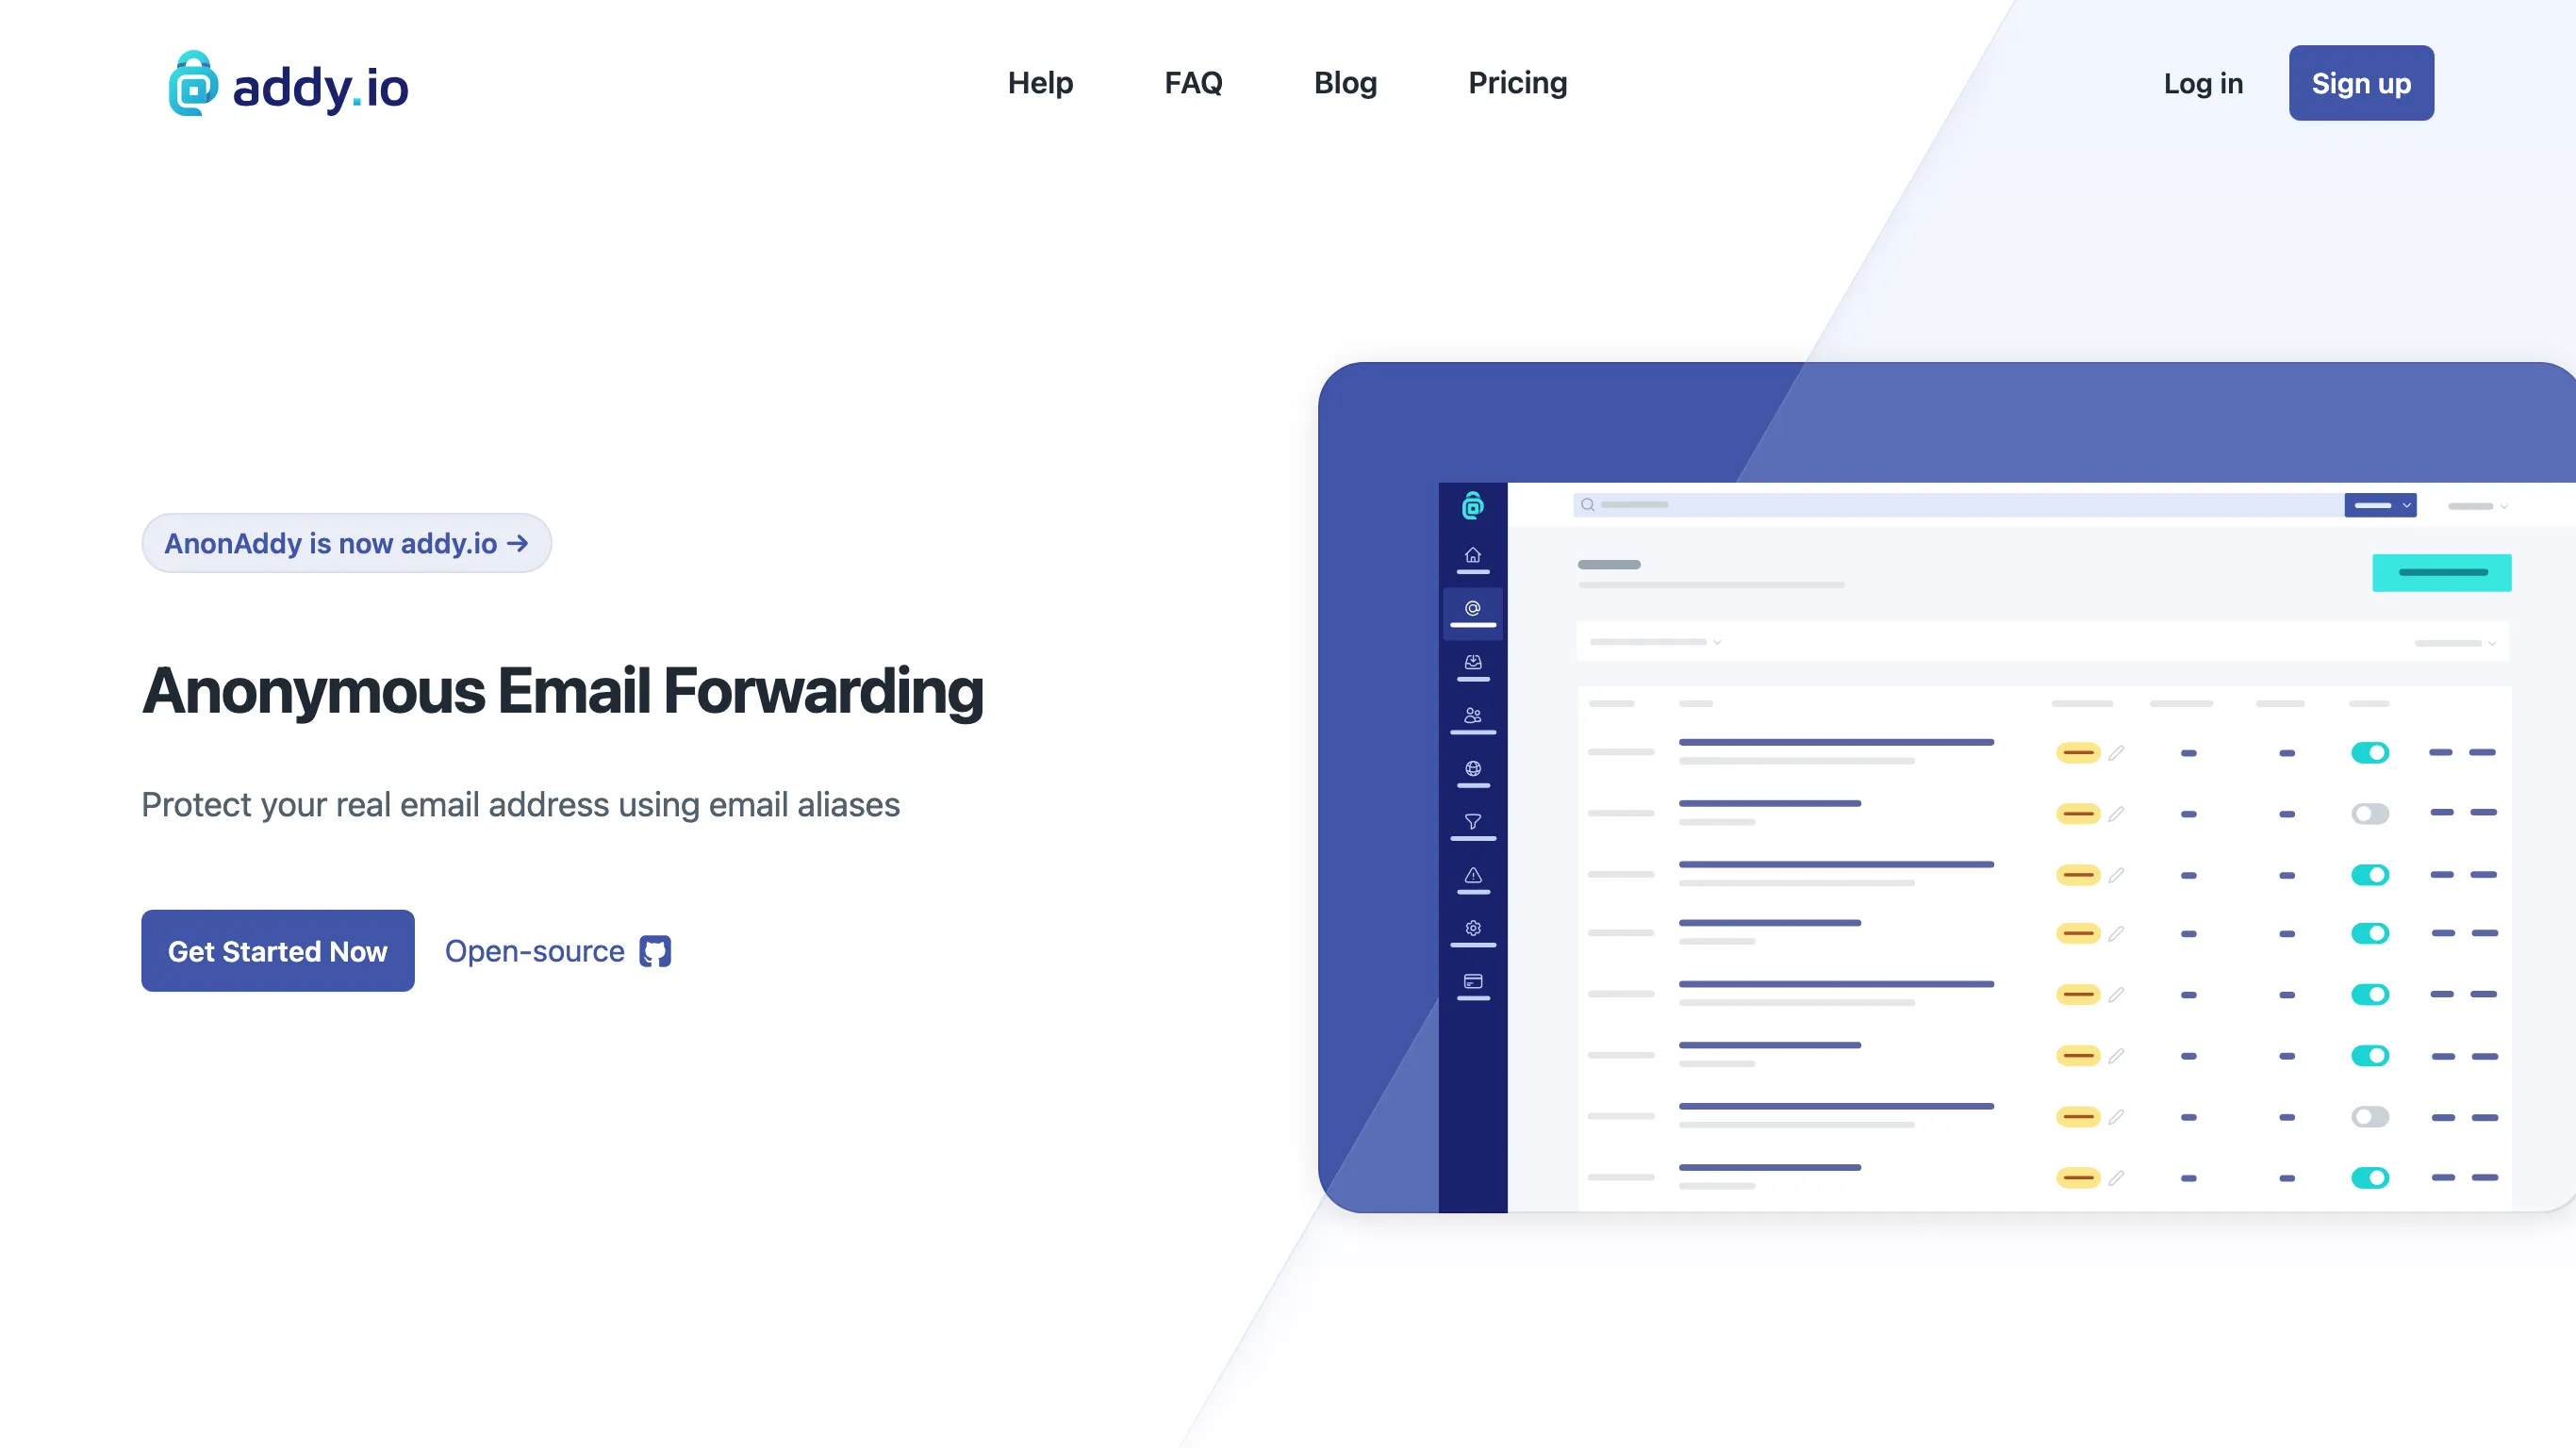 addy.io
Help
FAQ
Blog
Pricing
Log in
Sign up
AnonAddy is now addy.io →
Anonymous Email Forwarding
Protect your real email address using email aliases
Get Started Now
Open-source